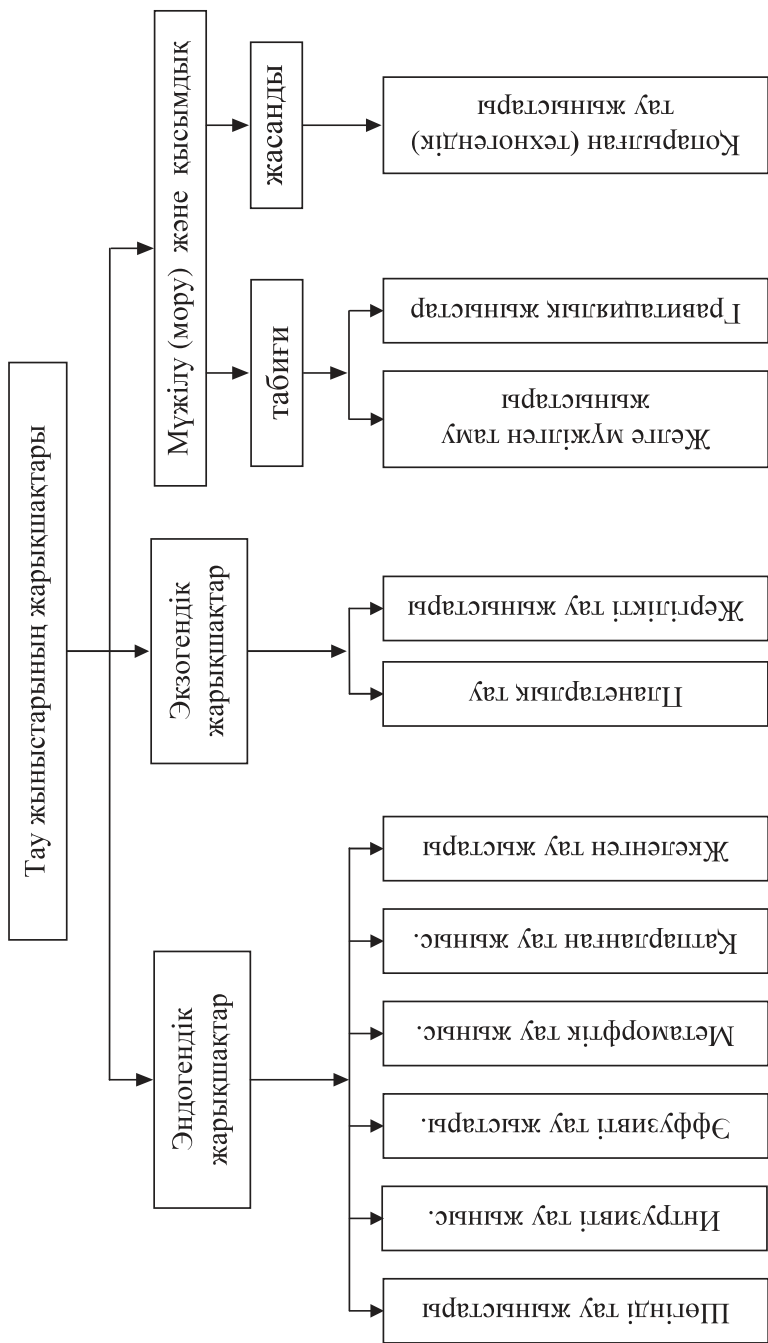 Тау жыныстарының жарықшақтары
Эндогендік
жарықшақтар
Экзогендік
жарықшақтар
Мүжілу (мору) және қысымдық
табиғи
жасанды
Шөгінді тау жыныстары
Интрузивті тау жыныс.
Эффузивті тау жыстары.
Метаморфтік тау жыныс.
Қатпарланған тау жыныс.
Жкеленген тау жыстары
Планетарлық тау
Жергілікті тау жыныстары
Желге мүжілген таму
жыныстары
Гравитациялық жыныстар
Қопарылған (техногендік)
тау жыныстары